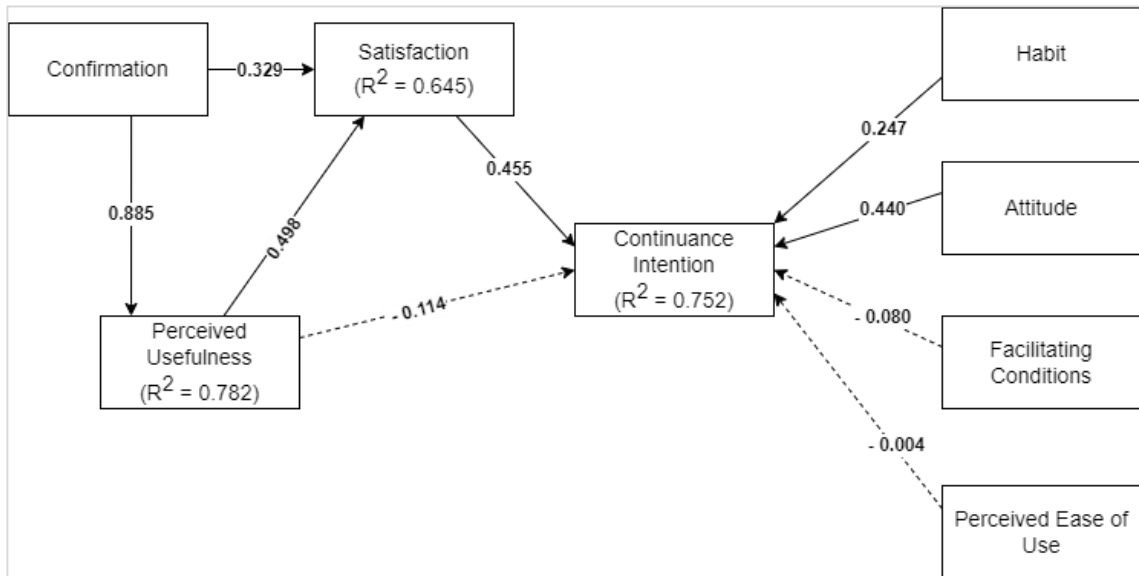 Confirmation
0.329
Satisfaction
(R² = 0.645)
Habit
0.247
0.885
0.498
0.455
0.440
Attitude
Continuance
Intention
(R² = 0.752)
- 0.114
- 0.080
Perceived
Usefulness
(R² = 0.782)
Facilitating
Conditions
- 0.004
Perceived Ease of
Use